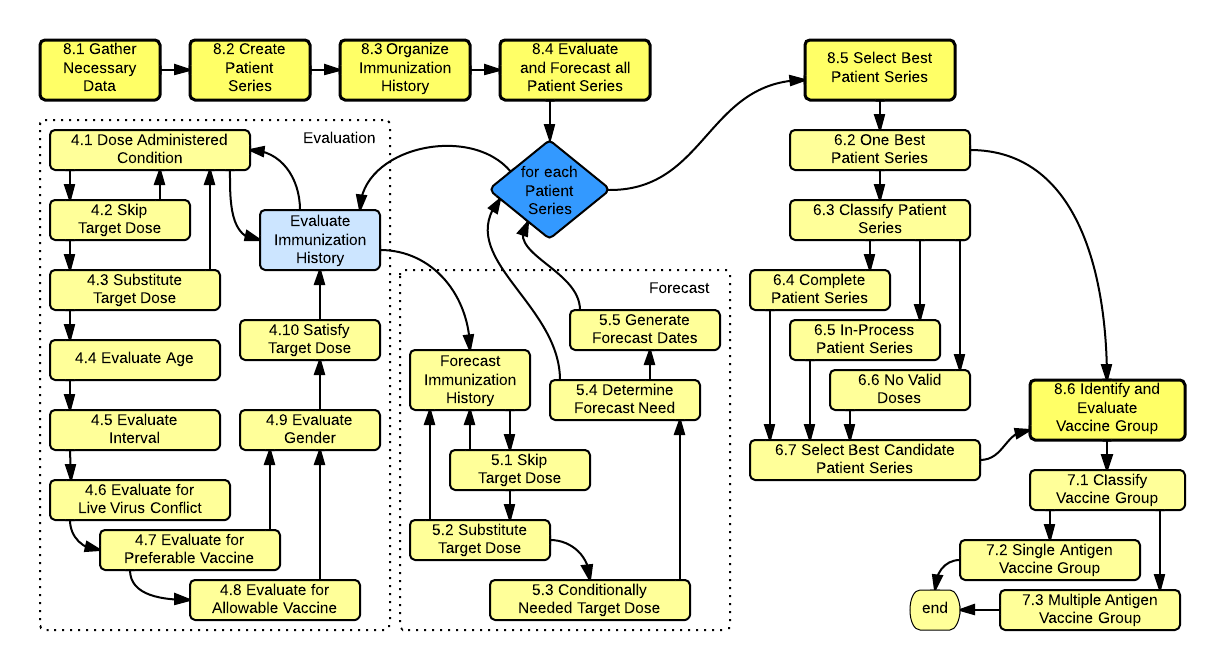 8.1 Gather
Necessary
Data
8.2 Create
Patient
Series
8.3 Organize
Immunization
History
8.4 Evaluate
and Forecast all
Patient Series
8.5 Select Best
Patient Series
Evaluation
4.1 Dose Administered
Condition
4.2 Skip
Target Dose
4.3 Substitute
Target Dose
4.4 Evaluate Age
4.5 Evaluate
Interval
4.6 Evaluate for
Live Virus Conflict
4.7 Evaluate for
Preferable Vaccine
4.8 Evaluate for
Allowable Vaccine
4.9 Evaluate
Gender
4.10 Satisfy
Target Dose
Evaluate
Immunization
History
for each
Patient
Series
Forecast
Forecast
Immunization
History
5.1 Skip
Target Dose
5.2 Substitute
Target Dose
5.3 Conditionally
Needed Target Dose
5.4 Determine
Forecast Need
5.5 Generate
Forecast Dates
6.2 One Best
Patient Series
6.3 Classify Patient
Series
6.4 Complete
Patient Series
6.5 In-Process
Patient Series
6.6 No Valid
Doses
6.7 Select Best Candidate
Patient Series
8.6 Identify and
Evaluate
Vaccine Group
7.1 Classify
Vaccine Group
7.2 Single Antigen
Vaccine Group
7.3 Multiple Antigen
Vaccine Group
end